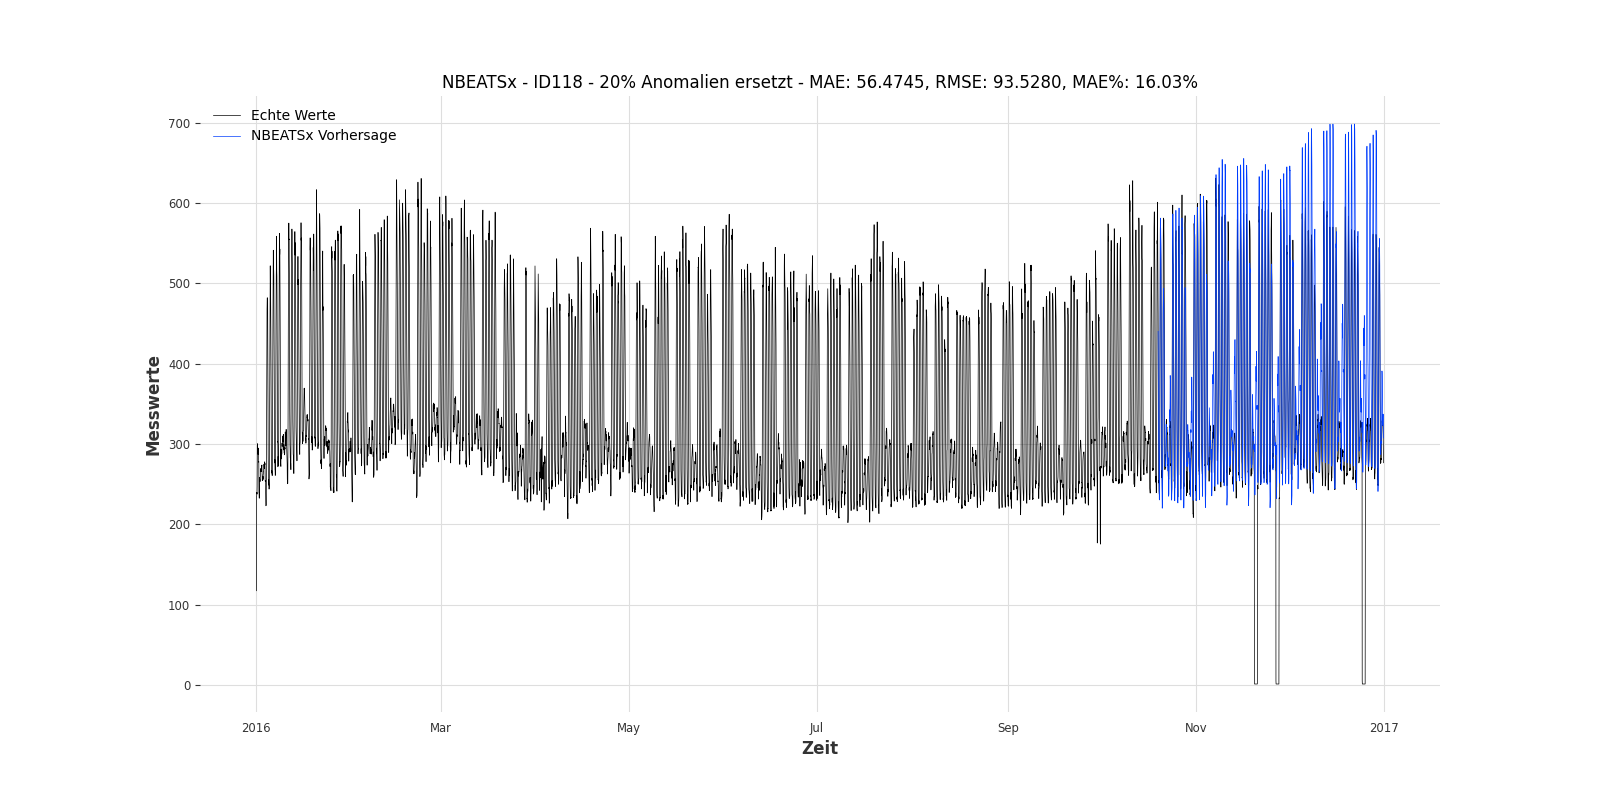 NBEATSx - ID118 - 20% Anomalien ersetzt - MAE: 56.4745, RMSE: 93.5280, MAE%: 16.03%
Echte Werte
NBEATSx Vorhersage
700
600
500
400
300
200
100
0
Messwerte
2016
Mar
May
Jul
Sep
Nov
2017
Zeit